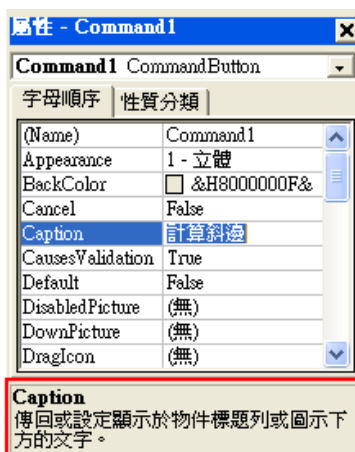 屬性 - Command1
Command1 CommandButton
字母順序 性質分類
(Name) Command1
Appearance 1 - 立體
BackColor &H8000000F&
Cancel False
Caption 計算斜邊
CausesValidation True
Default False
DisabledPicture (無)
DownPicture (無)
DragIcon (無)
Caption
傳回或設定顯示於物件標題列或圖示下
方的文字。